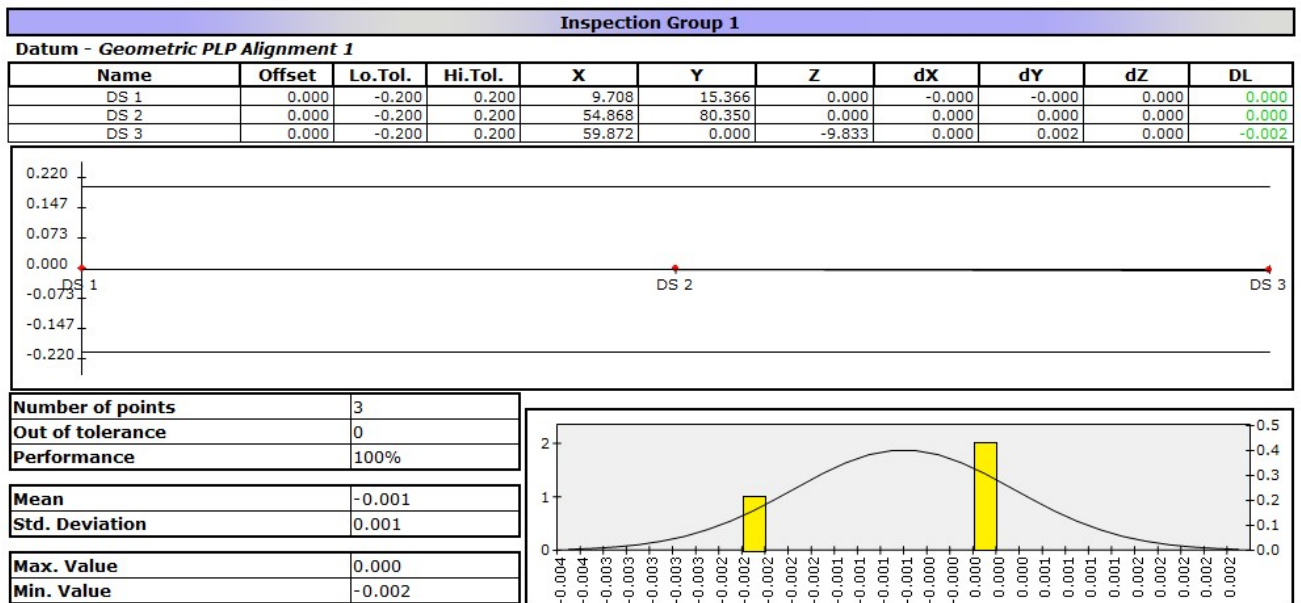 Inspection Group 1
Datum - Geometric PLP Alignment 1
Name Offset Lo.Tol. Hi.Tol. X Y Z dX dY dZ DL
DS 1 0.000 -0.200 0.200 9.708 15.366 0.000 -0.000 -0.000 0.000 0.000
DS 2 0.000 -0.200 0.200 54.868 80.350 0.000 0.000 0.000 0.000 0.000
DS 3 0.000 -0.200 0.200 59.872 0.000 -9.833 0.000 0.002 0.000 -0.002
0.220
0.147
0.073
0.000
DS 1 DS 2 DS 3
-0.073
-0.147
-0.220
Number of points 3
Out of tolerance 0
Performance 100%
Mean -0.001
Std. Deviation 0.001
Max. Value 0.000
Min. Value -0.002
2
1
0
0.5
0.4
0.3
0.2
0.1
0.0
-0.004 -0.004 -0.003 -0.003 -0.003 -0.003 -0.002 -0.002 -0.002 -0.002 -0.002 -0.001 -0.001 -0.001 -0.001 -0.000 -0.000 0.000 0.000 0.000 0.001 0.001 0.001 0.001 0.002 0.002 0.002 0.002 0.002